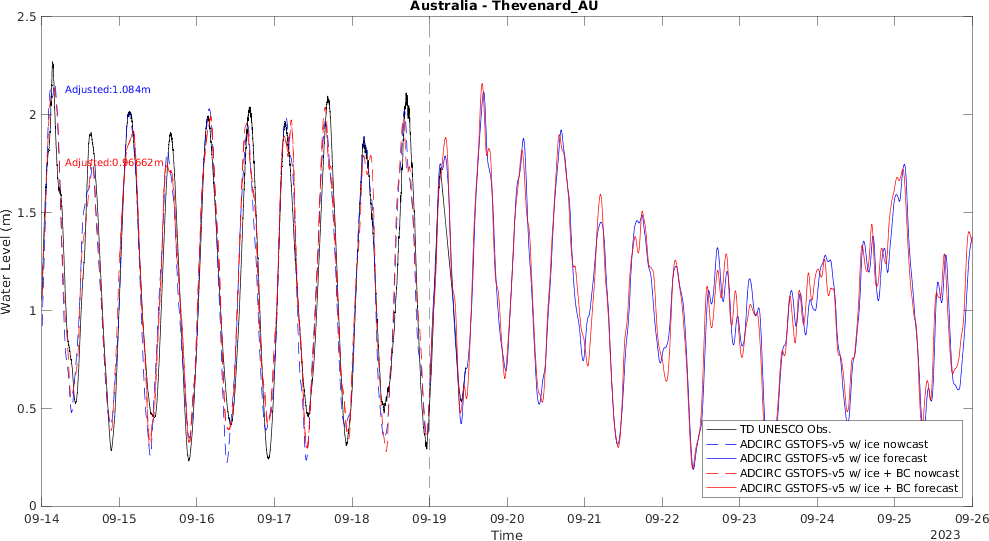 Australia - Thevenard_AU
2.5
2
1.5
1
0.5
0
Water Level (m)
Adjusted:1.084m
Adjusted:0.96662m
TD UNESCO Obs.
ADCIRC GSTOFS-v5 w/ ice nowcast
ADCIRC GSTOFS-v5 w/ ice forecast
ADCIRC GSTOFS-v5 w/ ice + BC nowcast
ADCIRC GSTOFS-v5 w/ ice + BC forecast
09-14 09-15 09-16 09-17 09-18 09-19 09-20 09-21 09-22 09-23 09-24 09-25 09-26
Time
2023